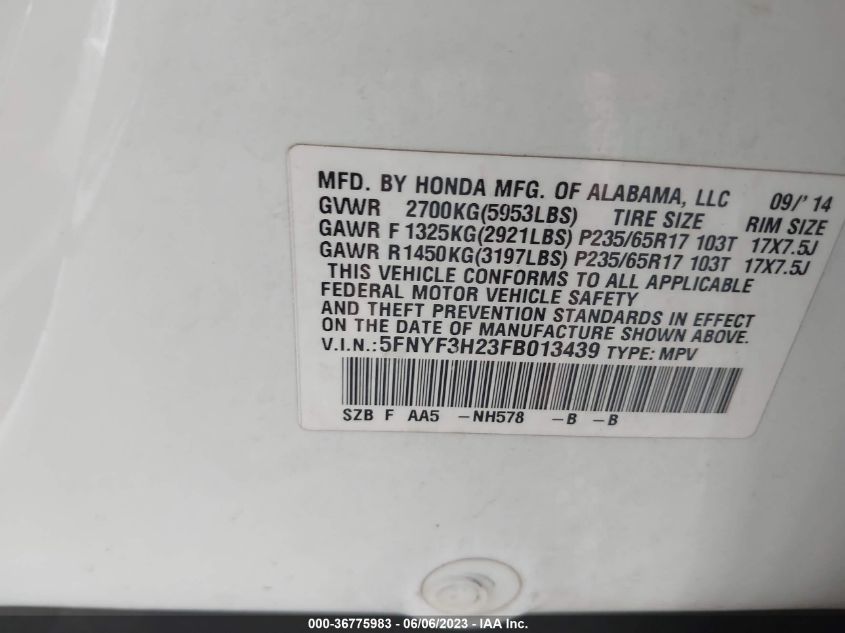 MFD. BY HONDA MFG. OF ALABAMA, LLC 09/' 14
GVWR 2700KG(5953LBS) TIRE SIZE RIM SIZE
GAWR F 1325KG(2921LBS) P235/65R17 103T 17X7.5J
GAWR R1450KG(3197LBS) P235/65R17 103T 17X7.5J
THIS VEHICLE CONFORMS TO ALL APPLICABLE
FEDERAL MOTOR VEHICLE SAFETY
AND THEFT PREVENTION STANDARDS IN EFFECT
ON THE DATE OF MANUFACTURE SHOWN ABOVE.
V.I.N.:5FNYF3H23FB013439 TYPE: MPV
SZB F AA5 -NH578 -B -B
000-36775983 - 06/06/2023 - © IAA, Inc.